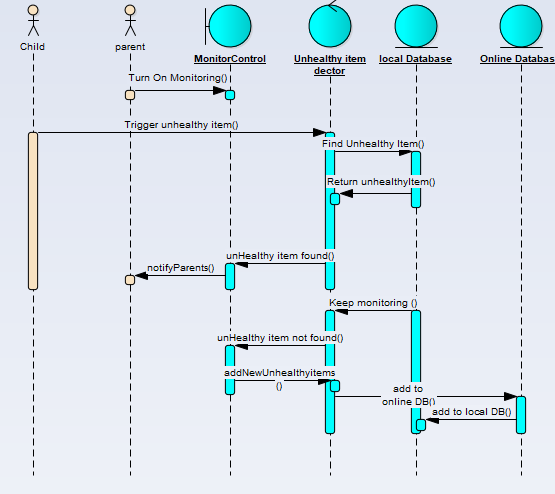 Child
parent
MonitorControl
Unhealthy item
dector
local Database
Online Databas
Turn On Monitoring()
Trigger unhealthy item()
Find Unhealthy Item()
Return unhealthyItem()
unHealthy item found()
notifyParents()
Keep monitoring ()
unHealthy item not found()
addNewUnhealthyitems
()
add to
online DB()
add to local DB()